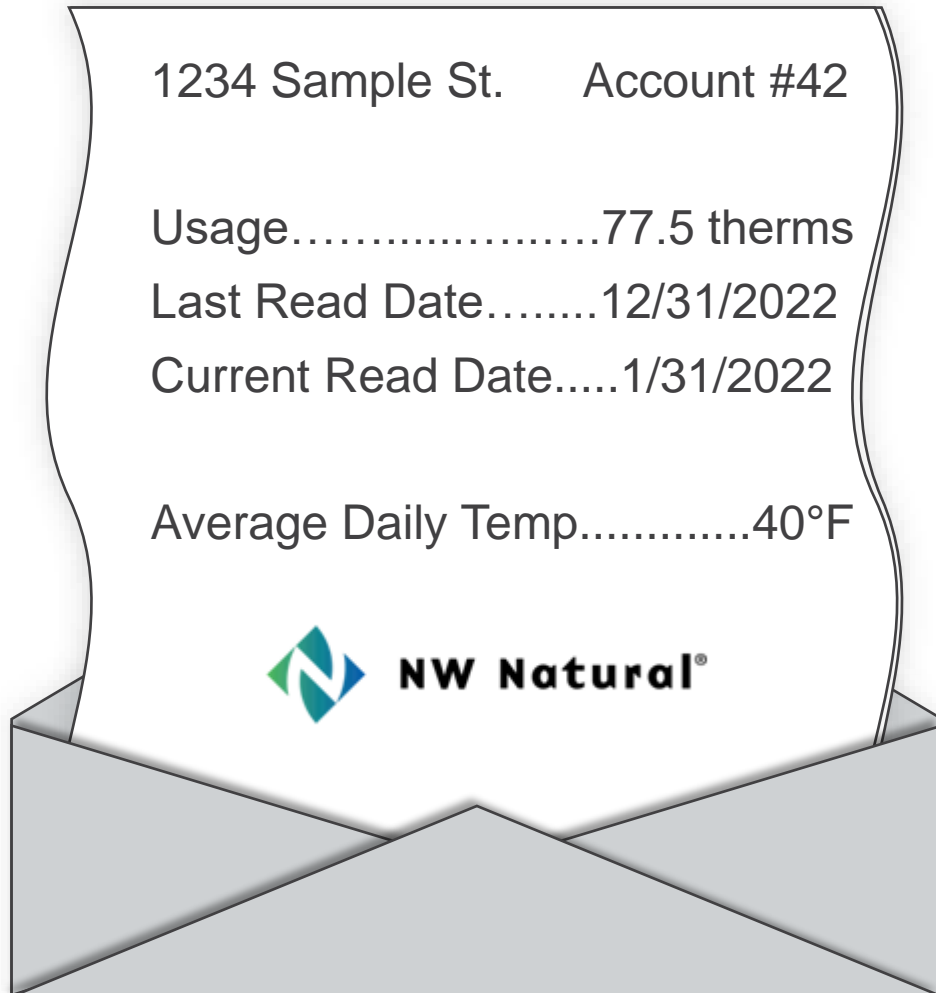 1234 Sample St. Account #42
Usage…….....…..….77.5 therms
Last Read Date….....12/31/2022
Current Read Date.....1/31/2022
Average Daily Temp.............40°F
NW Natural®